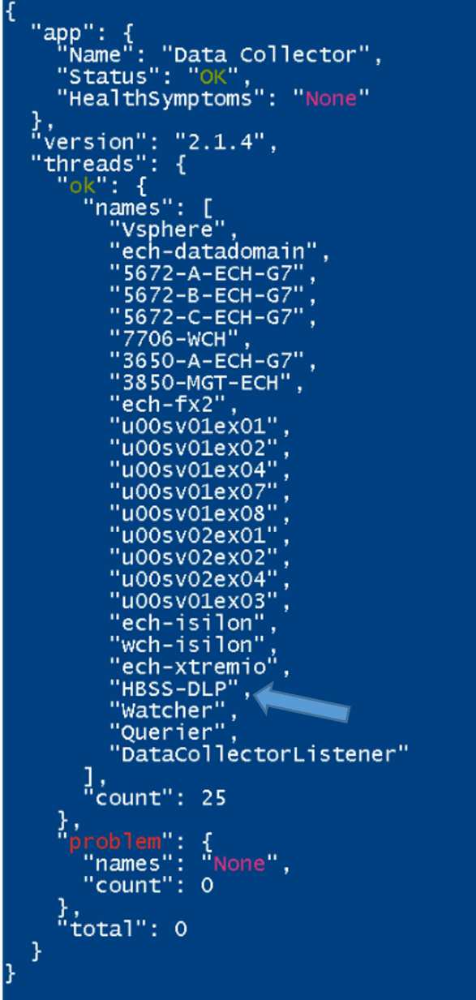 {
"app": {
"Name": "Data Collector",
"Status": "OK",
"HealthSymptoms": "None"
},
"version": "2.1.4",
"threads": {
"ok": {
"names": [
"Vsphere",
"ech-datadomain",
"5672-A-ECH-G7",
"5672-B-ECH-G7",
"5672-C-ECH-G7",
"7706-WCH",
"3650-A-ECH-G7",
"3850-MGT-ECH",
"ech-fx2",
"u00sv01ex01",
"u00sv01ex02",
"u00sv01ex04",
"u00sv01ex07",
"u00sv01ex08",
"u00sv02ex01",
"u00sv02ex02",
"u00sv02ex04",
"u00sv01ex03",
"ech-isilon",
"wch-isilon",
"ech-xtremio",
"HBSS-DLP",
"Watcher",
"Querier",
"DataCollectorListener"
],
"count": 25
},
"problem": {
"names": "None",
"count": 0
},
"total": 0
}
}